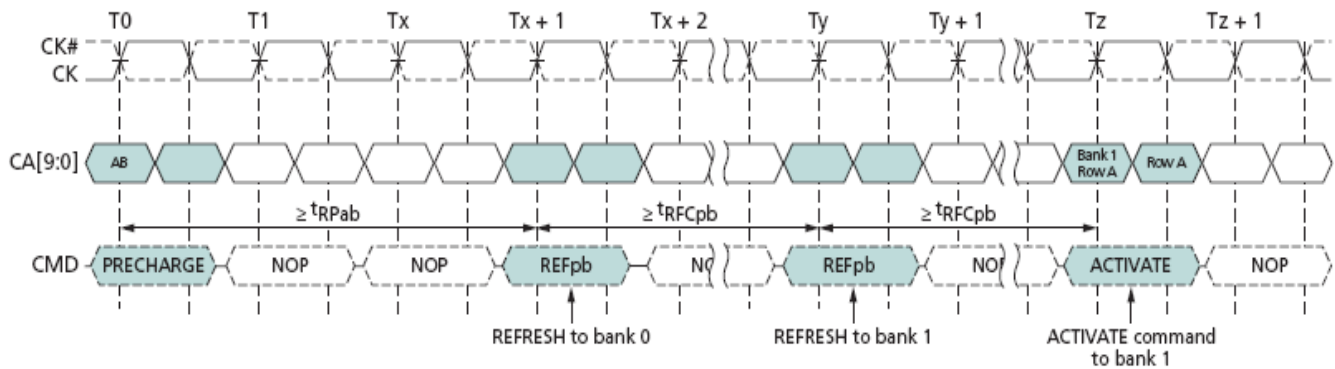 T0 T1 Tx Tx + 1 Tx + 2 Ty Ty + 1 Tz Tz + 1
CK#
CK
CA[9:0] AB Bank 1 Row A Row A
≥ tRPab ≥ tRFCpb ≥ tRFCpb
CMD PRECHARGE NOP NOP REFpb REFpb ACTIVATE NOP
REFRESH to bank 0 REFRESH to bank 1 ACTIVATE command
to bank 1